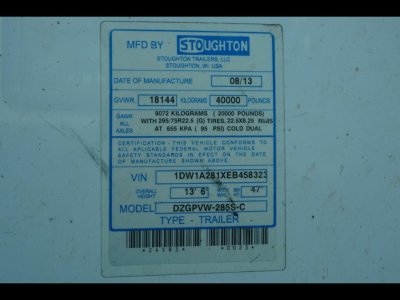 MFD BY STOUGHTON
STOUGHTON TRAILERS, LLC
STOUGHTON, WI USA
DATE OF MANUFACTURE 08/13
GVWR 18144 KILOGRAMS 40000 POUNDS
GAWR ALL AXLES
9072 KILOGRAMS ( 20000 POUNDS)
WITH 295/75R22.5 (G) TIRES, 22.5X8.25 RIMS
AT 655 KPA ( 95 PSI) COLD DUAL
CERTIFICATION - THIS VEHICLE CONFORMS TO
ALL APLICABLE FEDERAL MOTOR VEHICLE
SAFETY STANDARDS IN EFFECT ON THE DATE
OF MANUFACTURE SHOWN ABOVE.
VIN 1DW1A281XEB458323
OVERALL HEIGHT 13' 6" 47
MODEL DZGPVW-285S-C
TYPE - TRAILER